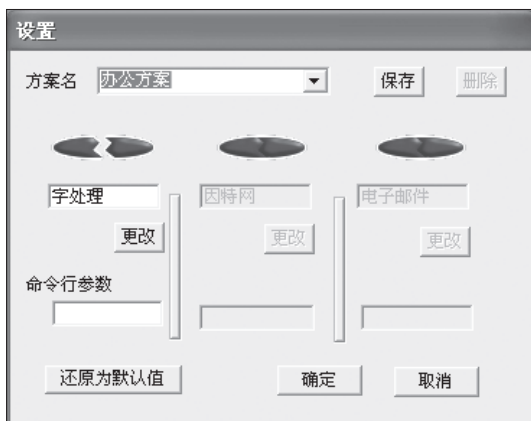 设置
方案名 办公方案 保存 删除
字处理 因特网 电子邮件
更改 更改 更改
命令行参数
还原为默认值 确定 取消